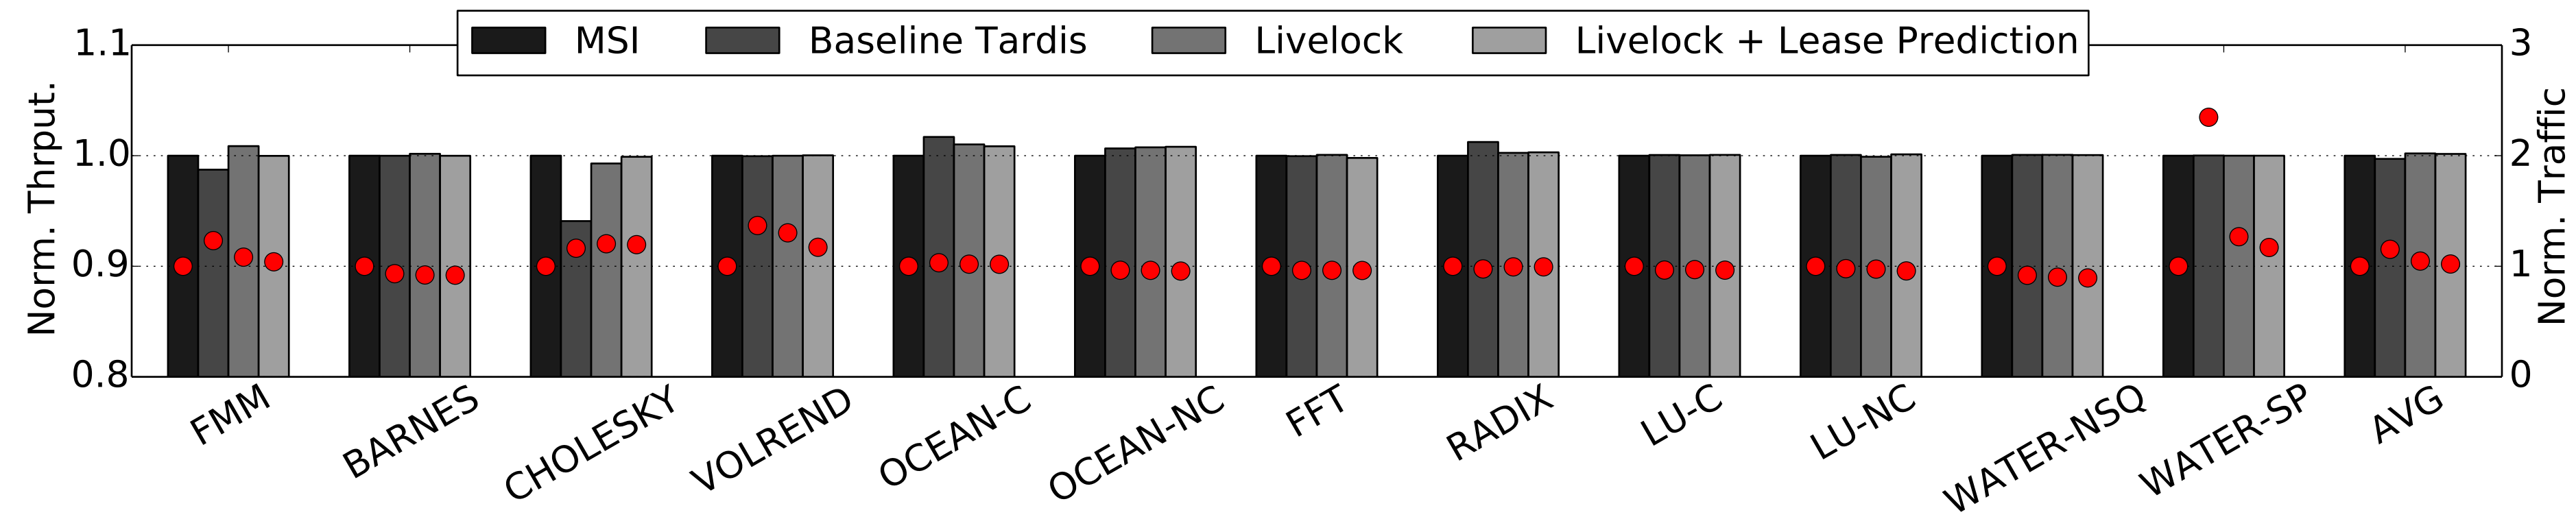 MSI Baseline Tardis Livelock Livelock + Lease Prediction
Norm. Thrput.
1.1
1.0
0.9
0.8
3
2
1
0
Norm. Traffic
FMM
BARNES
CHOLESKY
VOLREND
OCEAN-C
OCEAN-NC
FFT
RADIX
LU-C
LU-NC
WATER-NSQ
WATER-SP
AVG